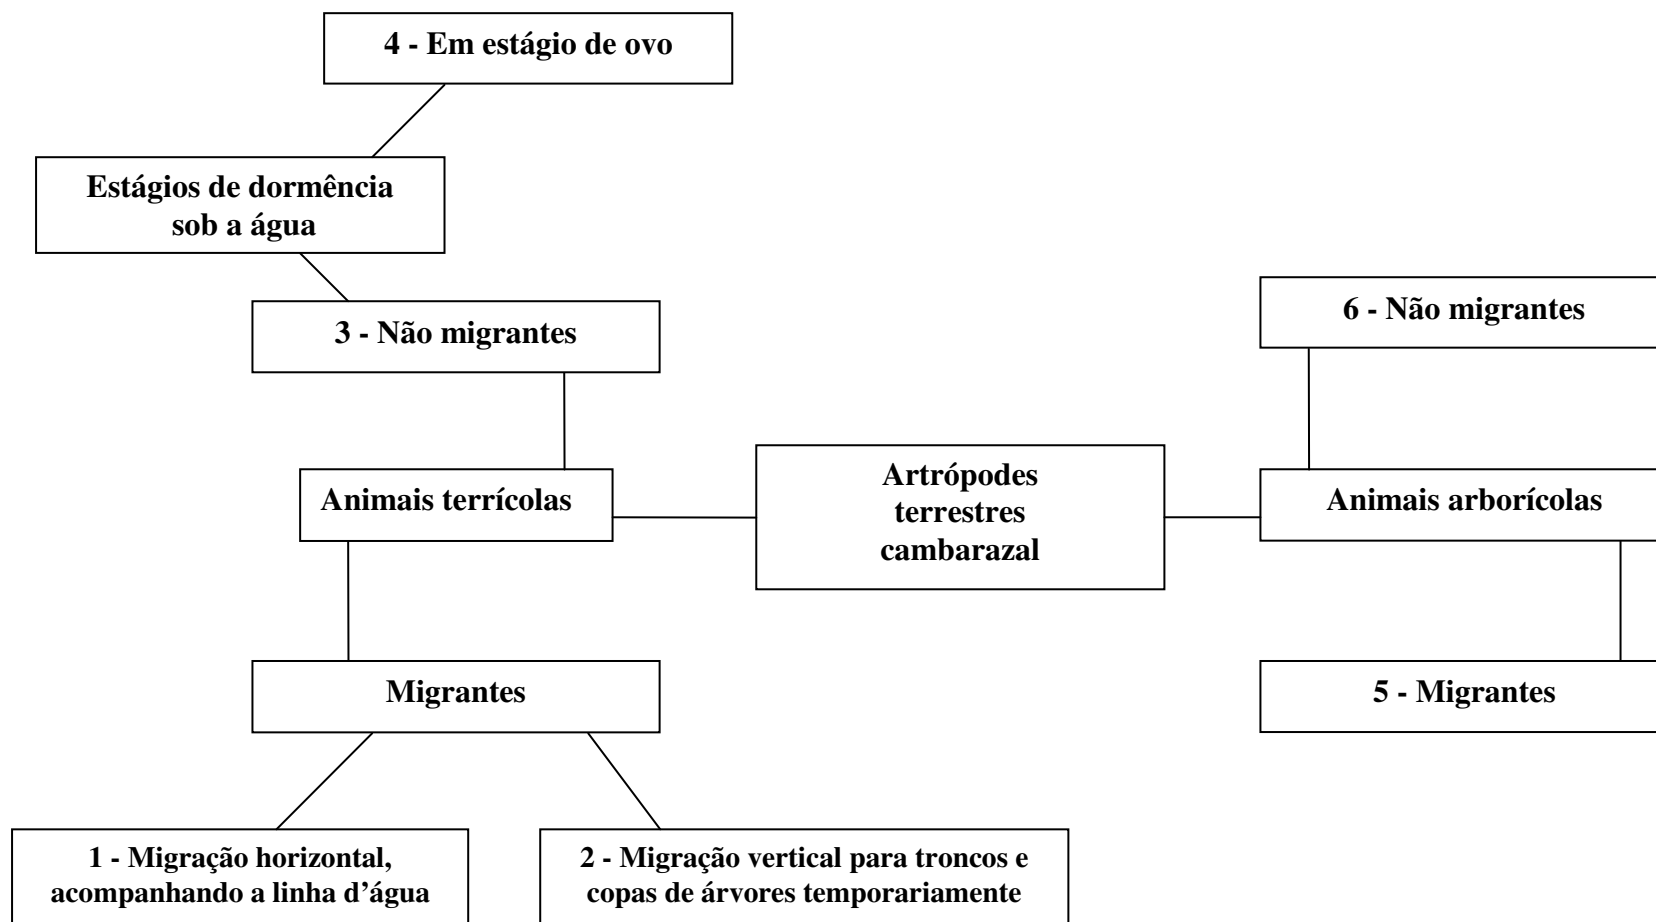 4 - Em estágio de ovo
Estágios de dormência
sob a água
3 - Não migrantes
6 - Não migrantes
Animais terrícolas
Artrópodes
terrestres
cambarazal
Animais arborícolas
Migrantes
5 - Migrantes
1 - Migração horizontal,
acompanhando a linha d’água
2 - Migração vertical para troncos e
copas de árvores temporariamente